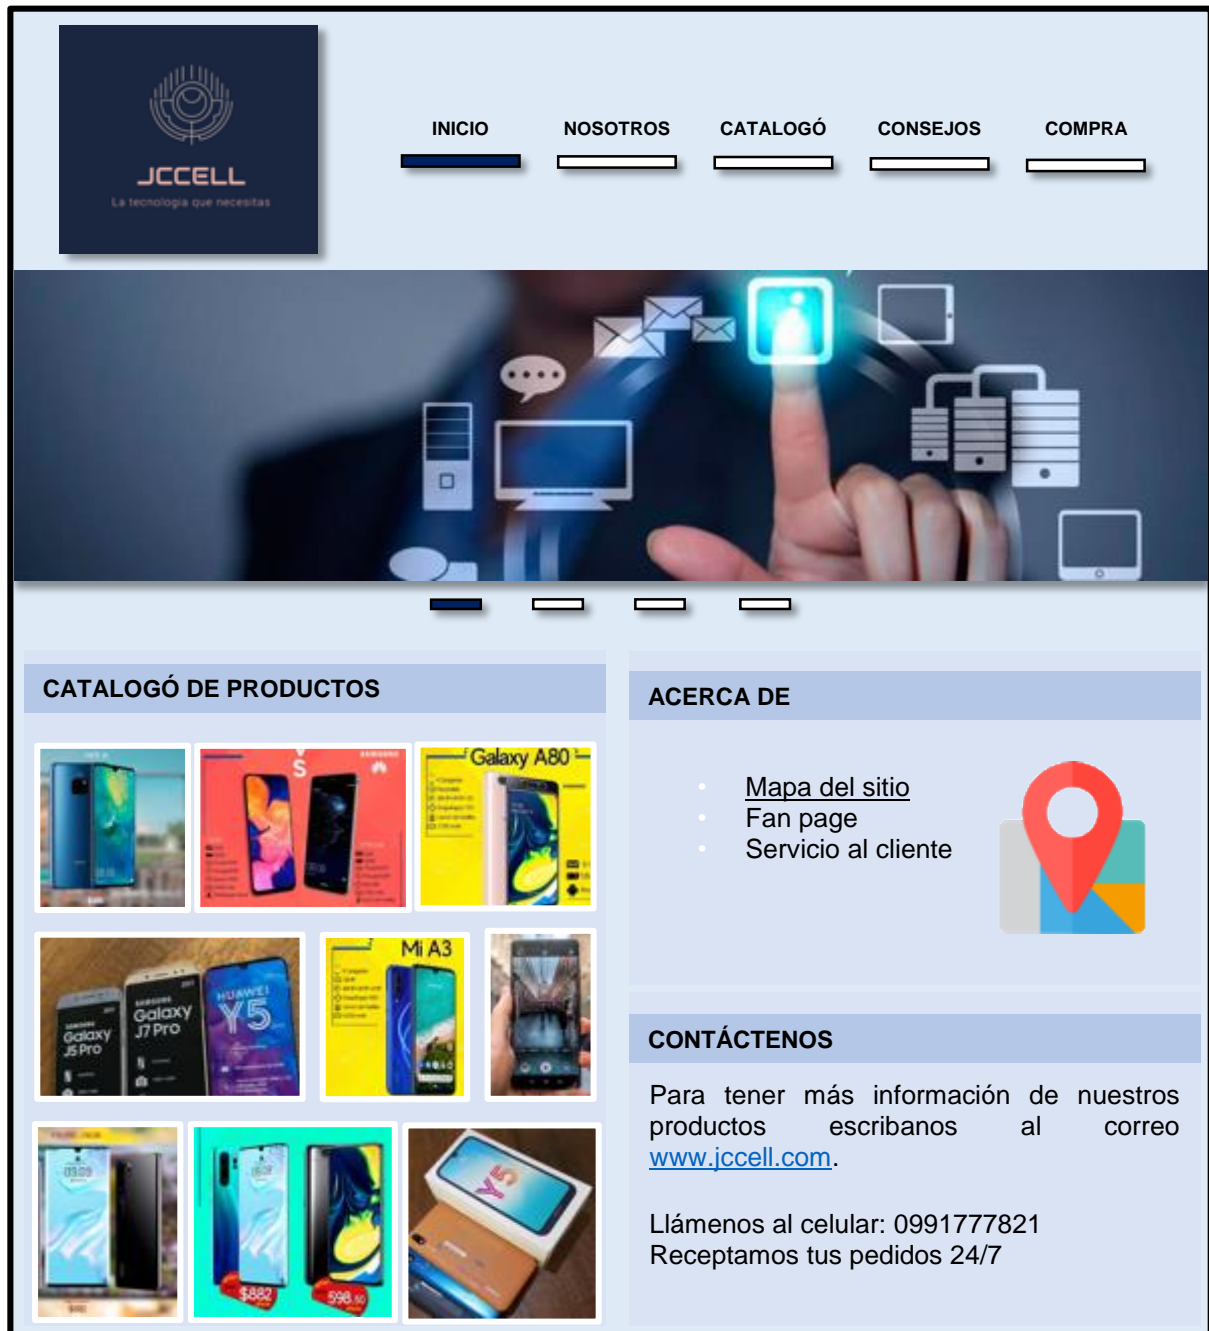 JCCELL
La tecnologia que necesitas
INICIO
NOSOTROS
CATALOGÓ
CONSEJOS
COMPRA
CATALOGÓ DE PRODUCTOS
S
Galaxy A80
SAMSUNG
Galaxy
J5 Pro
SAMSUNG
Galaxy
J7 Pro
HUAWEI
Y5
Mi A3
$882
598.50
Y5
ACERCA DE
Mapa del sitio
Fan page
Servicio al cliente
CONTÁCTENOS
Para tener más información de nuestros
productos escribanos al correo
www.jccell.com.
Llámenos al celular: 0991777821
Receptamos tus pedidos 24/7